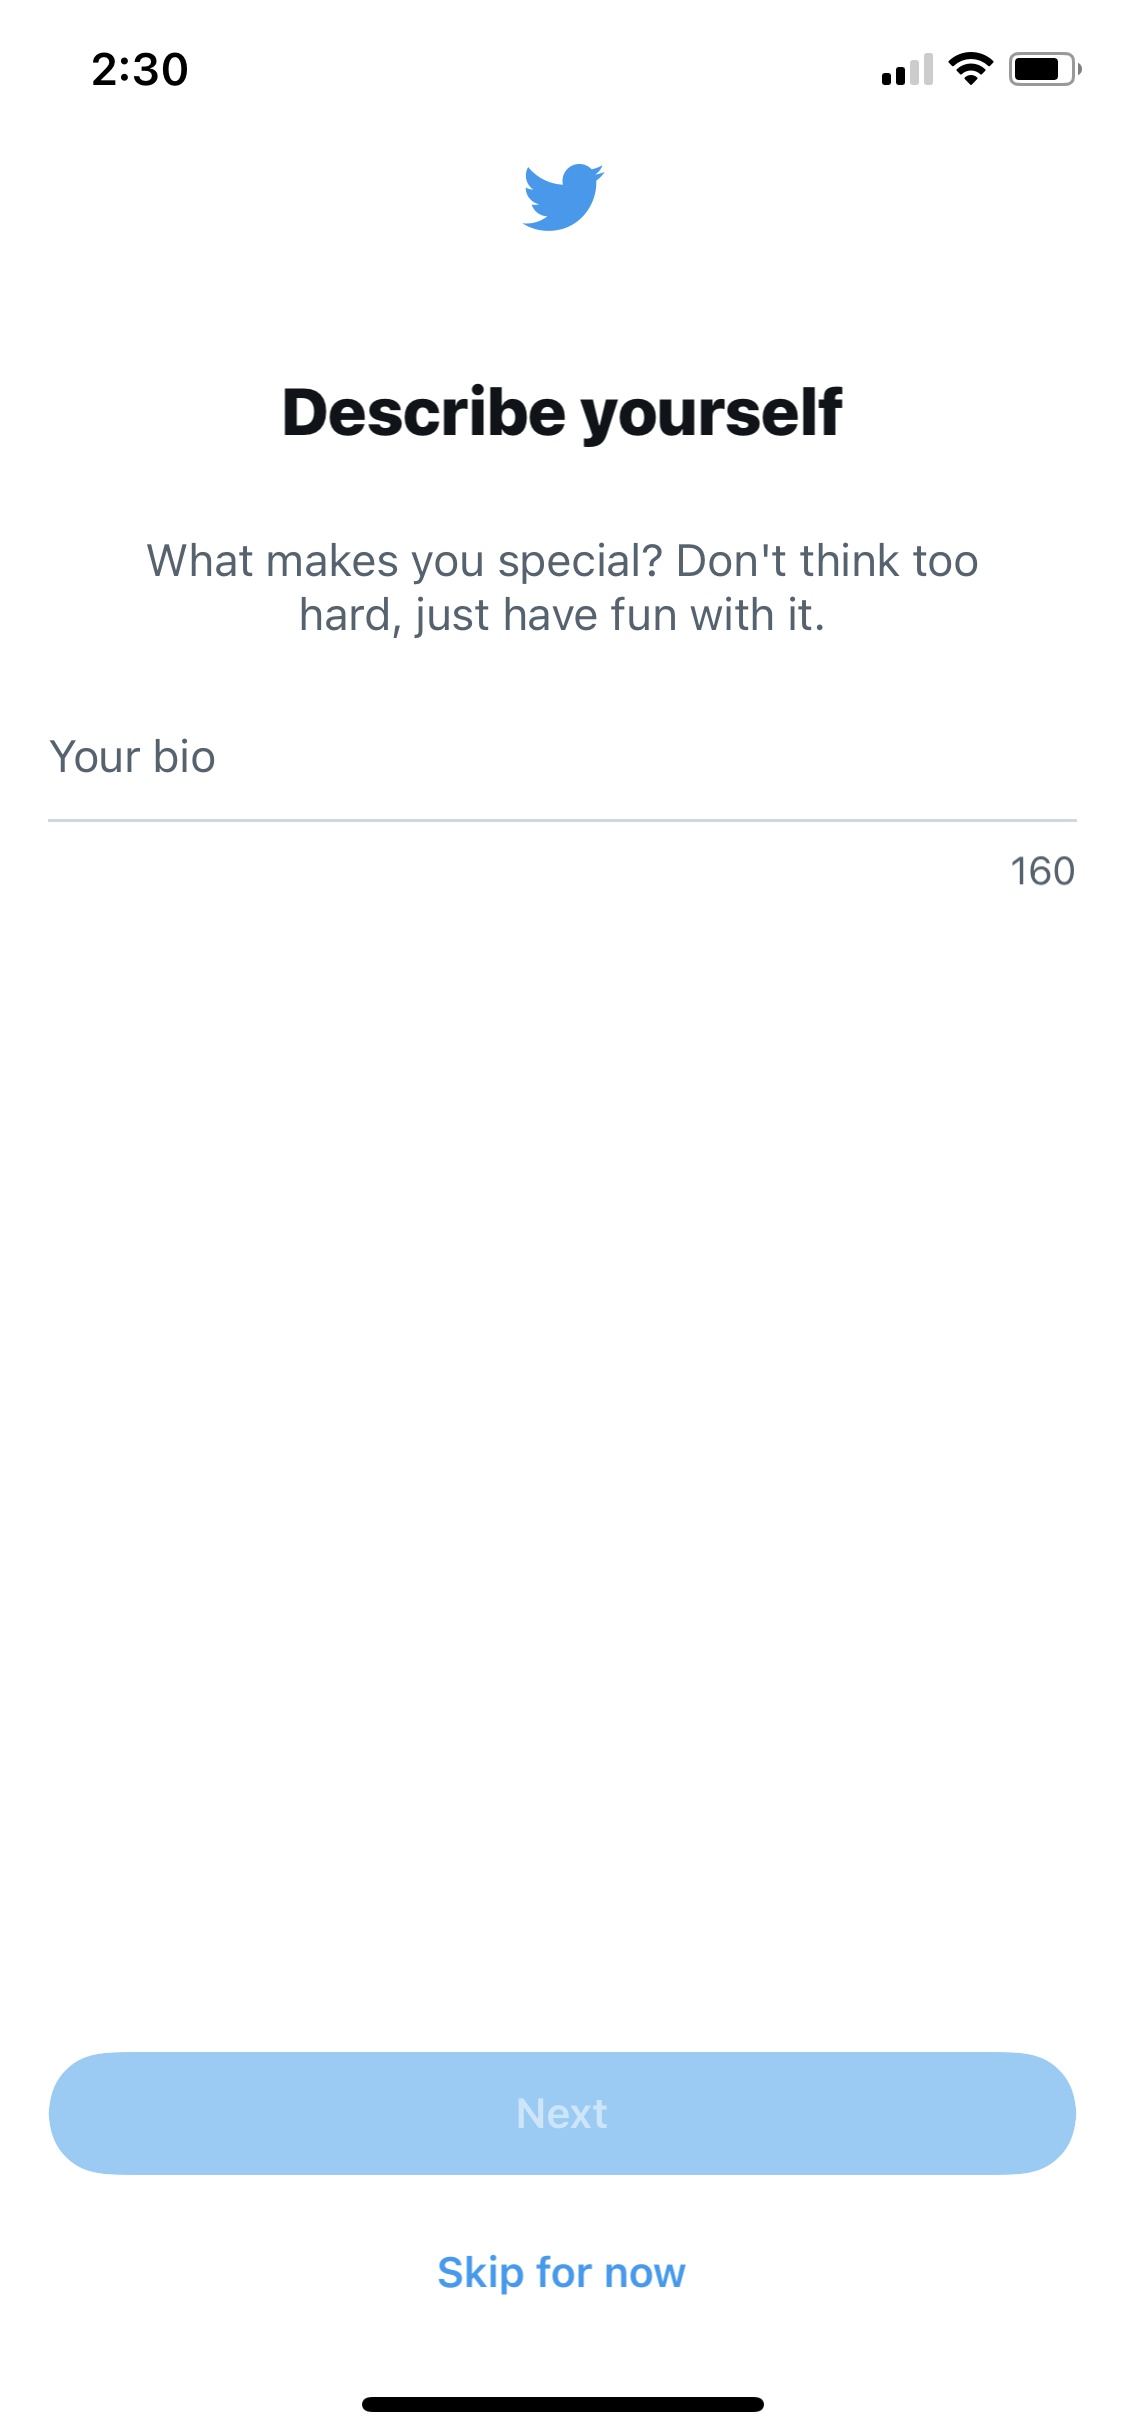 2:30
Describe yourself
What makes you special? Don't think too
hard, just have fun with it.
Your bio
160
Next
Skip for now